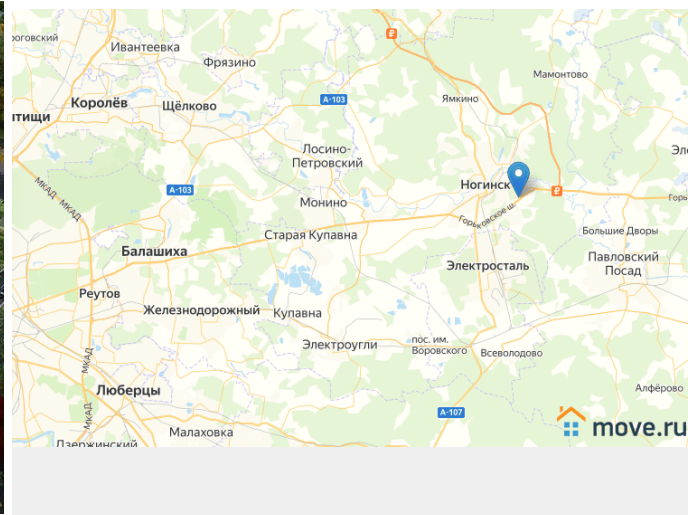 роговский
Ивантеевка
Фрязино
Мамонтово
Королёв
Щёлково
А-103
Ямкино
тищи
Лосино-
Петровский
Эл
МКАД
МКАД
А-103
Монино
Ногинск
Горь
Горьковское ш.
Старая Купавна
Большие Дворы
Балашиха
Электросталь
Павловский
Посад
Реутов
Железнодорожный
Купавна
Электроугли
пос. им.
Воровского
Всеволодово
МКАД
Люберцы
Алфёрово
МКАД
А-107
Малаховка
move.ru
Дзержинский